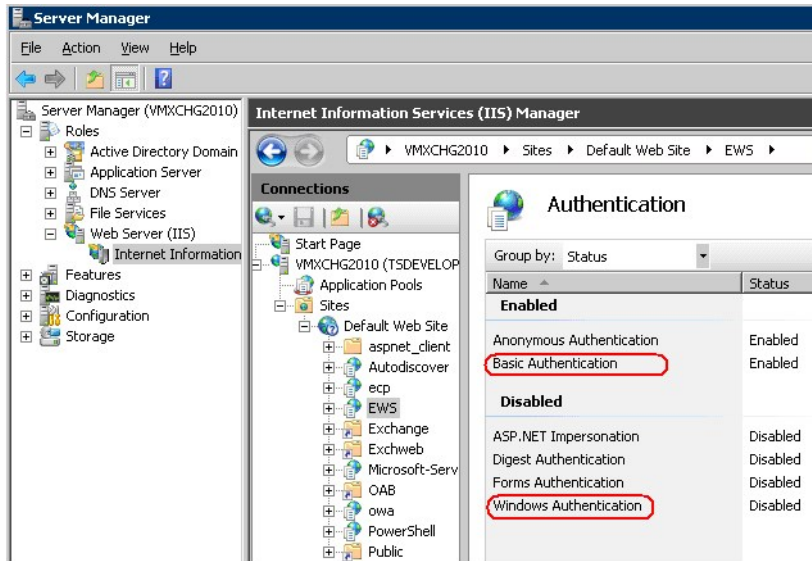 Server Manager
File Action View Help
Server Manager (VMXCHG2010)
Roles
Active Directory Domain
Application Server
DNS Server
File Services
Web Server (IIS)
Internet Information
Features
Diagnostics
Configuration
Storage
Internet Information Services (IIS) Manager
VMXCHG2010 Sites Default Web Site EWS
Connections
Start Page
VMXCHG2010 (TSDEVELOP
Application Pools
Sites
Default Web Site
aspnet_client
Autodiscover
ecp
EWS
Exchange
Exchweb
Microsoft-Serv
OAB
owa
PowerShell
Public
Authentication
Group by: Status
Name Status
Enabled
Anonymous Authentication Enabled
Basic Authentication Enabled
Disabled
ASP.NET Impersonation Disabled
Digest Authentication Disabled
Forms Authentication Disabled
Windows Authentication Disabled